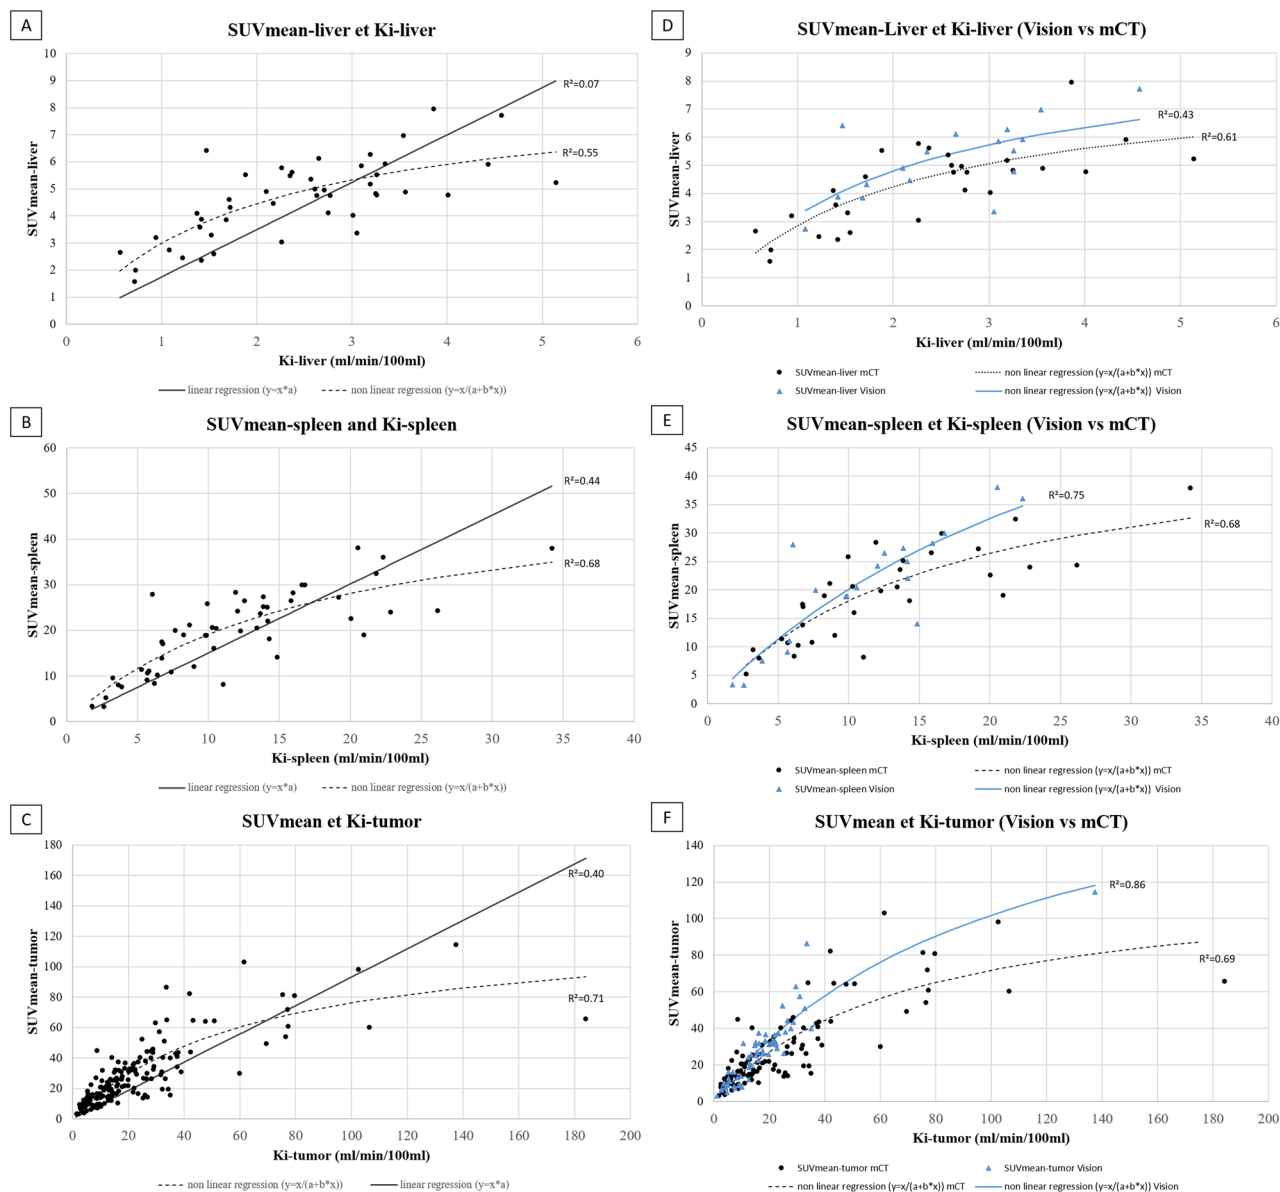 A
SUVmean-liver et Ki-liver
10
9
8
7
6
5
4
3
2
1
0
SUVmean-liver
R²=0.07
R²=0.55
0 1 2 3 4 5 6
Ki-liver (ml/min/100ml)
linear regression (y=x*a) non linear regression (y=x/(a+b*x))
B
SUVmean-spleen and Ki-spleen
60
50
40
30
20
10
0
SUVmean-spleen
R²=0.44
R²=0.68
0 5 10 15 20 25 30 35 40
Ki-spleen (ml/min/100ml)
linear regression (y=x*a) non linear regression (y=x/(a+b*x))
C
SUVmean et Ki-tumor
180
160
140
120
100
80
60
40
20
0
SUVmean-tumor
R²=0.40
R²=0.71
0 20 40 60 80 100 120 140 160 180 200
Ki-tumor (ml/min/100ml)
non linear regression (y=x/(a+b*x)) linear regression (y=x*a)
D
SUVmean-Liver et Ki-liver (Vision vs mCT)
9
8
7
6
5
4
3
2
1
0
SUVmean-liver
R²=0.43
R²=0.61
0 1 2 3 4 5 6
Ki-liver (ml/min/100ml)
SUVmean-liver mCT non linear regression (y=x/(a+b*x)) mCT
SUVmean-liver Vision non linear regression (y=x/(a+b*x)) Vision
E
SUVmean-spleen et Ki-spleen (Vision vs mCT)
45
40
35
30
25
20
15
10
5
0
SUVmean-spleen
R²=0.75
R²=0.68
0 5 10 15 20 25 30 35 40
Ki-spleen (ml/min/100ml)
SUVmean-spleen mCT non linear regression (y=x/(a+b*x)) mCT
SUVmean-spleen Vision non linear regression (y=x/(a+b*x)) Vision
F
SUVmean et Ki-tumor (Vision vs mCT)
140
120
100
80
60
40
20
0
SUVmean-tumor
R²=0.86
R²=0.69
0 20 40 60 80 100 120 140 160 180 200
Ki-tumor (ml/min/100ml)
SUVmean-tumor mCT SUVmean-tumor Vision
non linear regression (y=x/(a+b*x)) mCT non linear regression (y=x/(a+b*x)) Vision